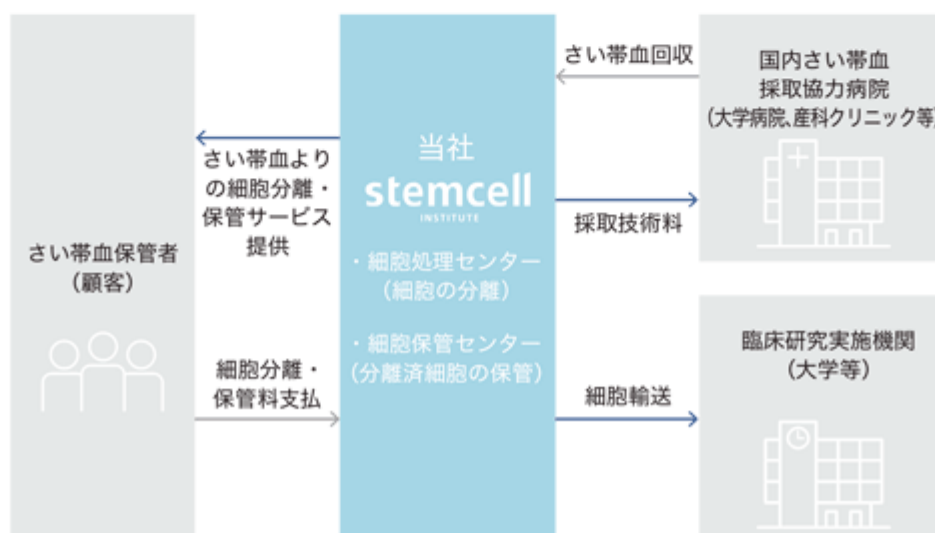 さい帯血保管者
（顧客）
さい帯血より
の細胞分離・
保管サービス
提供
細胞分離・
保管料支払
当社
stemcell
INSTITUTE
・細胞処理センター
（細胞の分離）
・細胞保管センター
（分離済細胞の保管）
さい帯血回収
採取技術料
細胞輸送
国内さい帯血
採取協力病院
（大学病院、産科クリニック等）
臨床研究実施機関
（大学等）